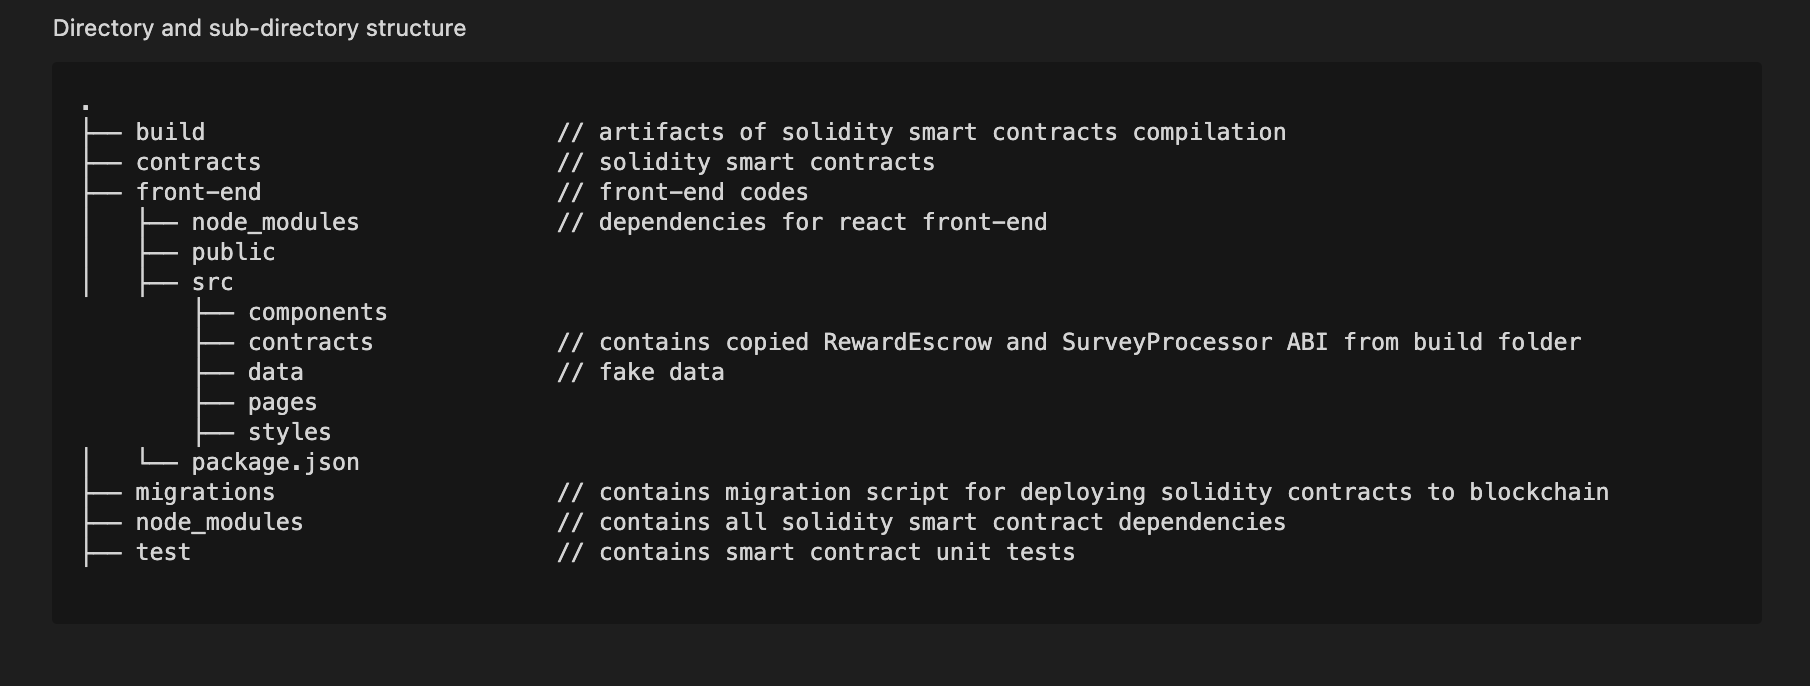 Directory and sub-directory structure
.
├── build                              // artifacts of solidity smart contracts compilation
├── contracts                          // solidity smart contracts
├── front-end                          // front-end codes
│   ├── node_modules                   // dependencies for react front-end
│   ├── public
│   ├── src
        ├── components
        ├── contracts                  // contains copied RewardEscrow and SurveyProcessor ABI from build folder
        ├── data                       // fake data
        ├── pages
        ├── styles
│   └── package.json
├── migrations                         // contains migration script for deploying solidity contracts to blockchain
├── node_modules                       // contains all solidity smart contract dependencies
├── test                               // contains smart contract unit tests